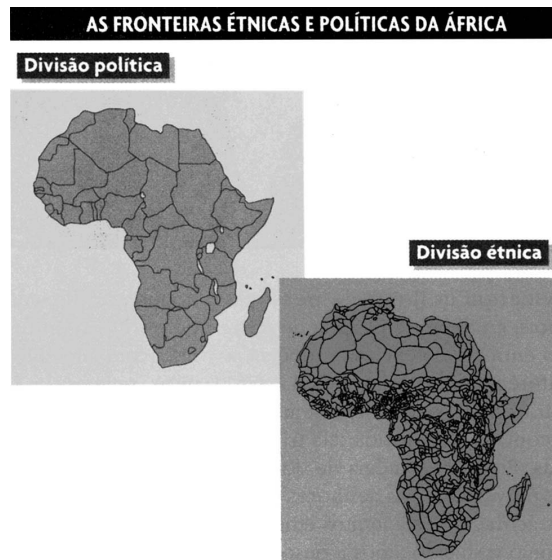 AS FRONTEIRAS ÉTNICAS E POLÍTICAS DA ÁFRICA
Divisão política
Divisão étnica